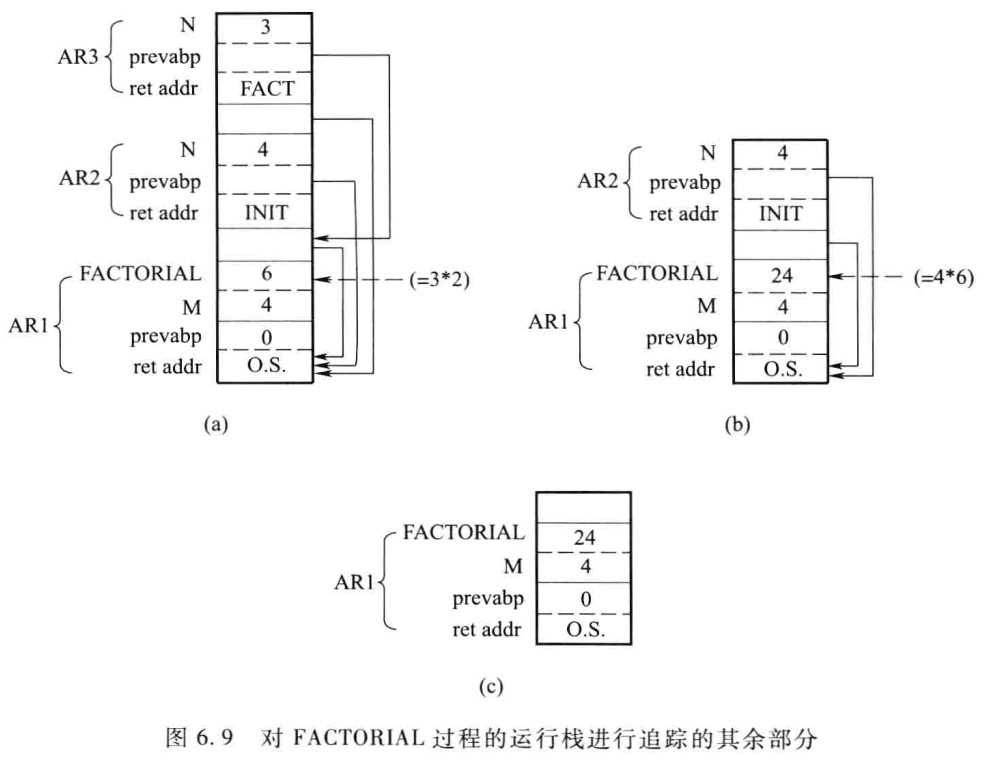 N 3
AR3 prevabp
ret addr FACT
N 4
AR2 prevabp
ret addr INIT
FACTORIAL 6 (=3*2)
M 4
AR1
prevabp 0
ret addr O.S.
(a)
N 4
AR2 prevabp
ret addr INIT
FACTORIAL 24 (=4*6)
M 4
AR1
prevabp 0
ret addr O.S.
(b)
FACTORIAL 24
M 4
AR1
prevabp 0
ret addr O.S.
(c)
图 6.9 对 FACTORIAL 过程的运行栈进行追踪的其余部分